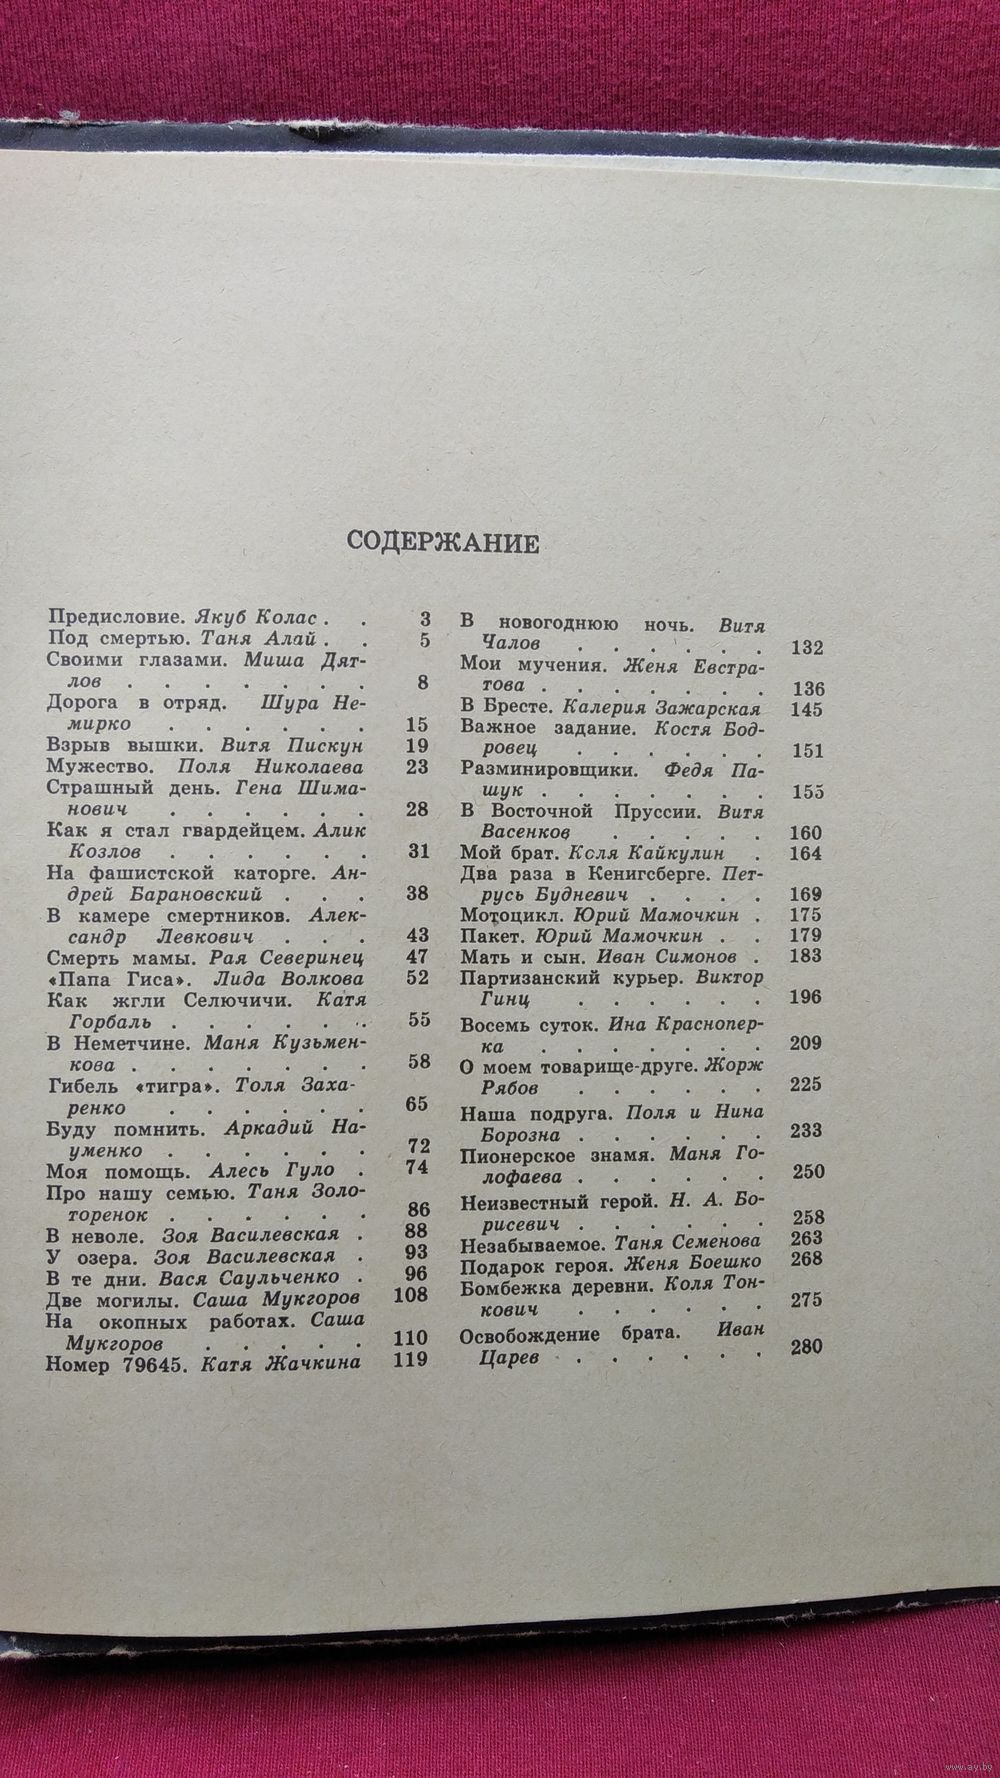 СОДЕРЖАНИЕ
Предисловие. Якуб Колас . . 3
Под смертью. Таня Алай . . 5
Своими глазами. Миша Дят-
лов . . . . . . . 8
Дорога в отряд. Шура Не-
мирко . . . . . . 15
Взрыв вышки. Витя Пискун 19
Мужество. Поля Николаева 23
Страшный день. Гена Шима-
нович . . . . . . 28
Как я стал гвардейцем. Алик
Козлов . . . . . . 31
На фашистской каторге. Ан-
дрей Барановский . . . 38
В камере смертников. Алек-
сандр Левкович . . . 43
Смерть мамы. Рая Северинец 47
«Папа Гиса». Лида Волкова 52
Как жгли Селючичи. Катя
Горбаль . . . . . . 55
В Неметчине. Маня Кузьмен-
кова . . . . . . . 58
Гибель «тигра». Толя Заха-
ренко . . . . . . 65
Буду помнить. Аркадий На-
уменко . . . . . . 72
Моя помощь. Алесь Гуло . 74
Про нашу семью. Таня Золо-
торенок . . . . . . 86
В неволе. Зоя Василевская . 88
У озера. Зоя Василевская . 93
В те дни. Вася Саульченко . 96
Две могилы. Саша Мукгоров 108
На окопных работах. Саша
Мукгоров . . . . . 110
Номер 79645. Катя Жачкина 119
В новогоднюю ночь. Витя
Чалов . . . . . . 132
Мои мучения. Женя Евстра-
това . . . . . . . 136
В Бресте. Калерия Зажарская 145
Важное задание. Костя Бод-
ровец . . . . . . 151
Разминировщики. Федя Па-
шук . . . . . . . 155
В Восточной Пруссии. Витя
Васенков . . . . . 160
Мой брат. Коля Кайкулин . 164
Два раза в Кенигсберге. Пет-
русь Будневич . . . . 169
Мотоцикл. Юрий Мамочкин . 175
Пакет. Юрий Мамочкин . . 179
Мать и сын. Иван Симонов . 183
Партизанский курьер. Виктор
Гинц . . . . . . 196
Восемь суток. Ина Краснопер-
ка . . . . . . . 209
О моем товарище-друге. Жорж
Рябов . . . . . . 225
Наша подруга. Поля и Нина
Борозна . . . . . . 233
Пионерское знамя. Маня Го-
лофаева . . . . . . 250
Неизвестный герой. Н. А. Бо-
рисевич . . . . . . 258
Незабываемое. Таня Семенова 263
Подарок героя. Женя Боешко 268
Бомбежка деревни. Коля Тон-
кович . . . . . . 275
Освобождение брата. Иван
Царев . . . . . . 280
www.ay.by